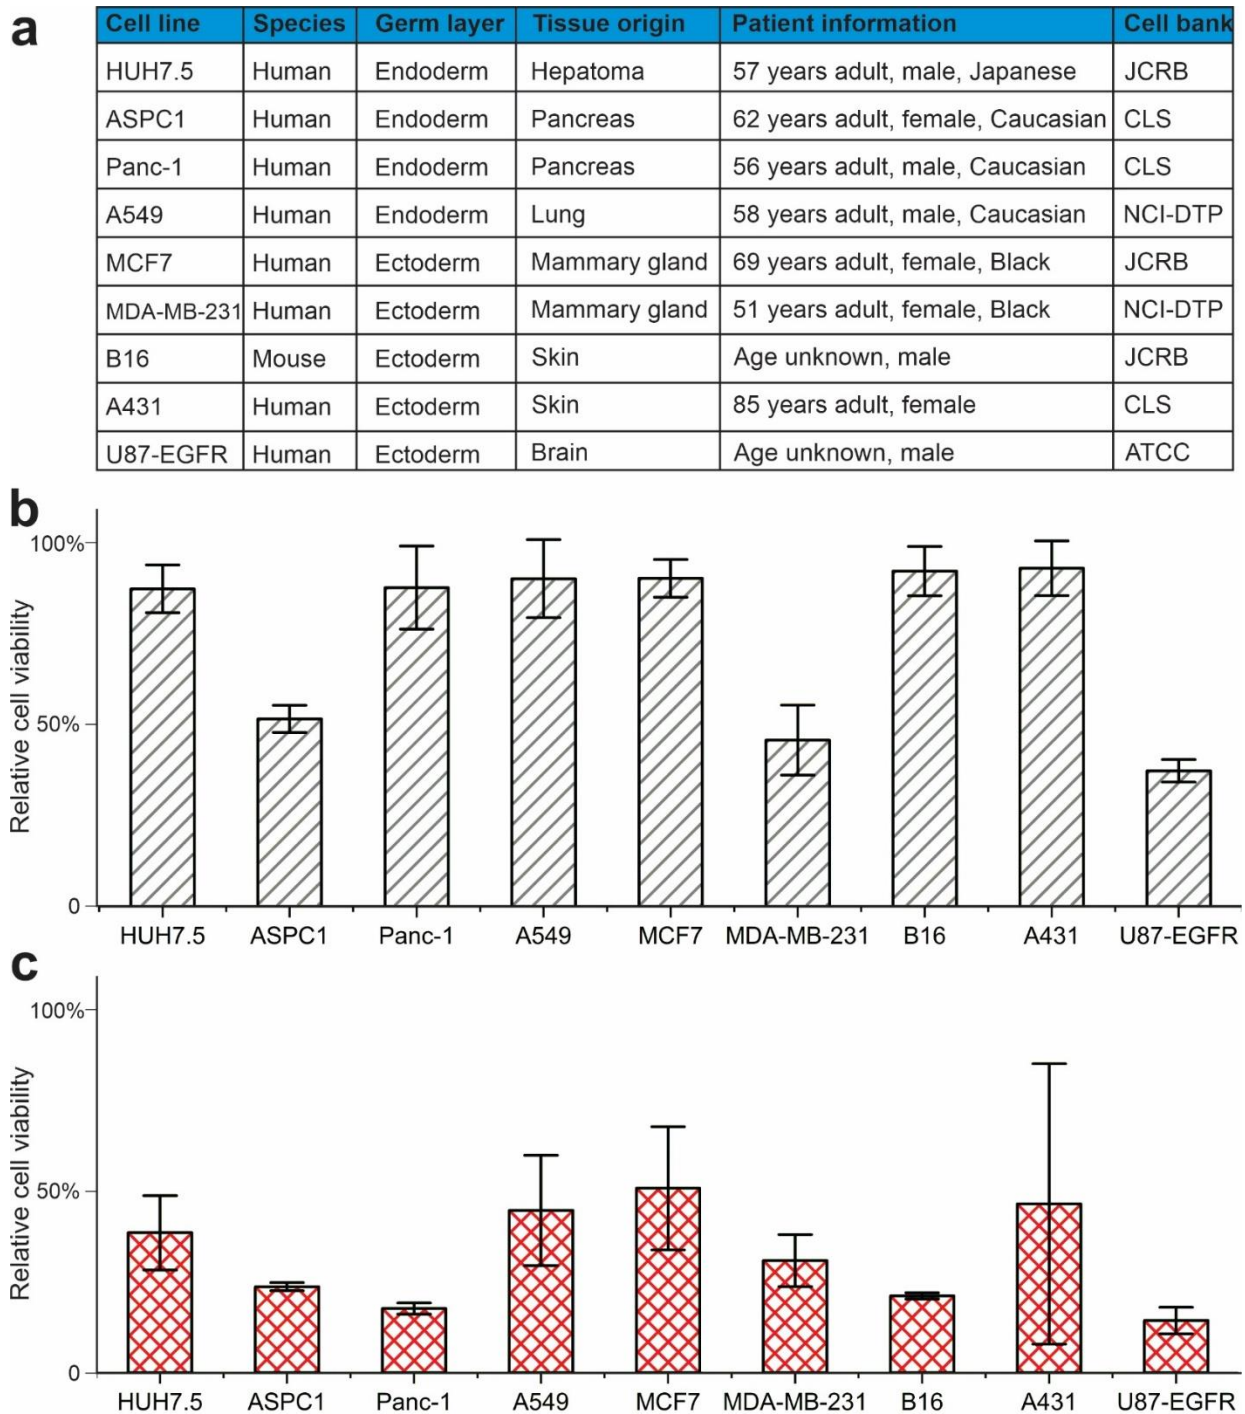 a
Cell line Species Germ layer Tissue origin Patient information Cell bank
HUH7.5 Human Endoderm Hepatoma 57 years adult, male, Japanese JCRB
ASPC1 Human Endoderm Pancreas 62 years adult, female, Caucasian CLS
Panc-1 Human Endoderm Pancreas 56 years adult, male, Caucasian CLS
A549 Human Endoderm Lung 58 years adult, male, Caucasian NCI-DTP
MCF7 Human Ectoderm Mammary gland 69 years adult, female, Black JCRB
MDA-MB-231 Human Ectoderm Mammary gland 51 years adult, female, Black NCI-DTP
B16 Mouse Ectoderm Skin Age unknown, male JCRB
A431 Human Ectoderm Skin 85 years adult, female CLS
U87-EGFR Human Ectoderm Brain Age unknown, male ATCC
b
Relative cell viability
100%
50%
0
HUH7.5 ASPC1 Panc-1 A549 MCF7 MDA-MB-231 B16 A431 U87-EGFR
c
Relative cell viability
100%
50%
0
HUH7.5 ASPC1 Panc-1 A549 MCF7 MDA-MB-231 B16 A431 U87-EGFR